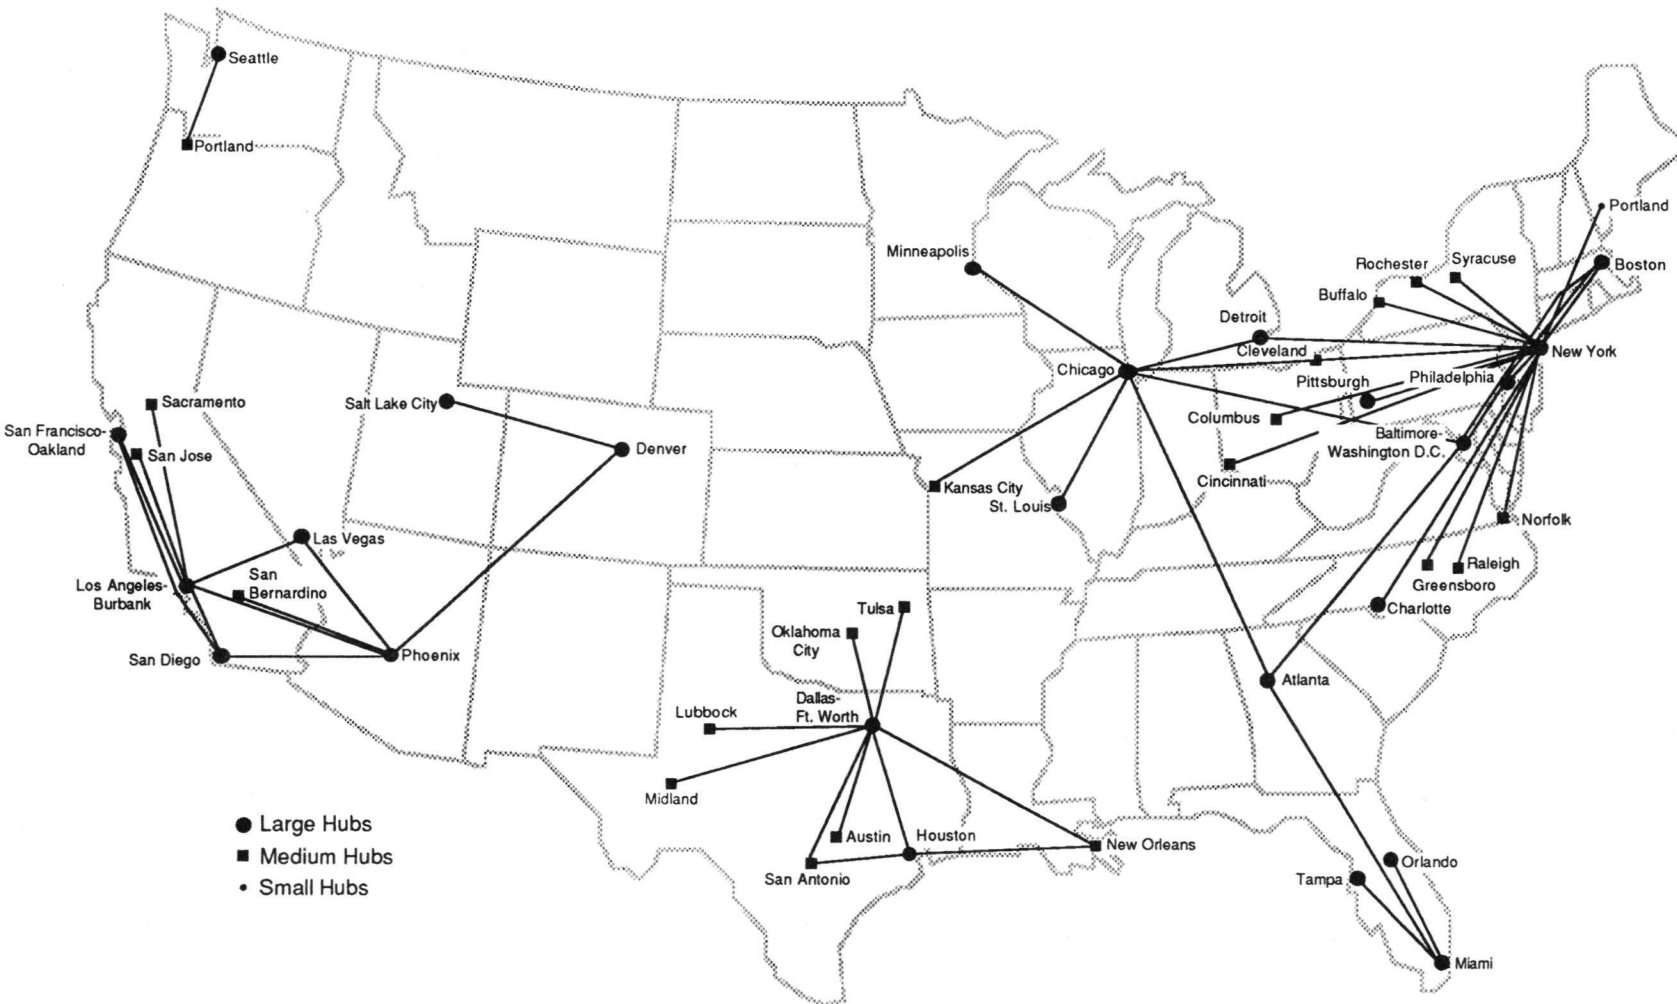 Seattle
Portland
Portland
Minneapolis
Rochester
Syracuse
Boston
Buffalo
Detroit
Cleveland
New York
Chicago
Pittsburgh
Philadelphia
Salt Lake City
Sacramento
Columbus
San Francisco-
Oakland
Baltimore-
Washington D.C.
Denver
San Jose
Cincinnati
Kansas City
St. Louis
Norfolk
Las Vegas
Raleigh
Greensboro
San
Bernardino
Los Angeles-
Burbank
Charlotte
Tulsa
Oklahoma
City
San Diego
Phoenix
Atlanta
Dallas-
Ft. Worth
Lubbock
Midland
Large Hubs
Austin
Houston
New Orleans
Medium Hubs
Orlando
San Antonio
Tampa
Small Hubs
Miami